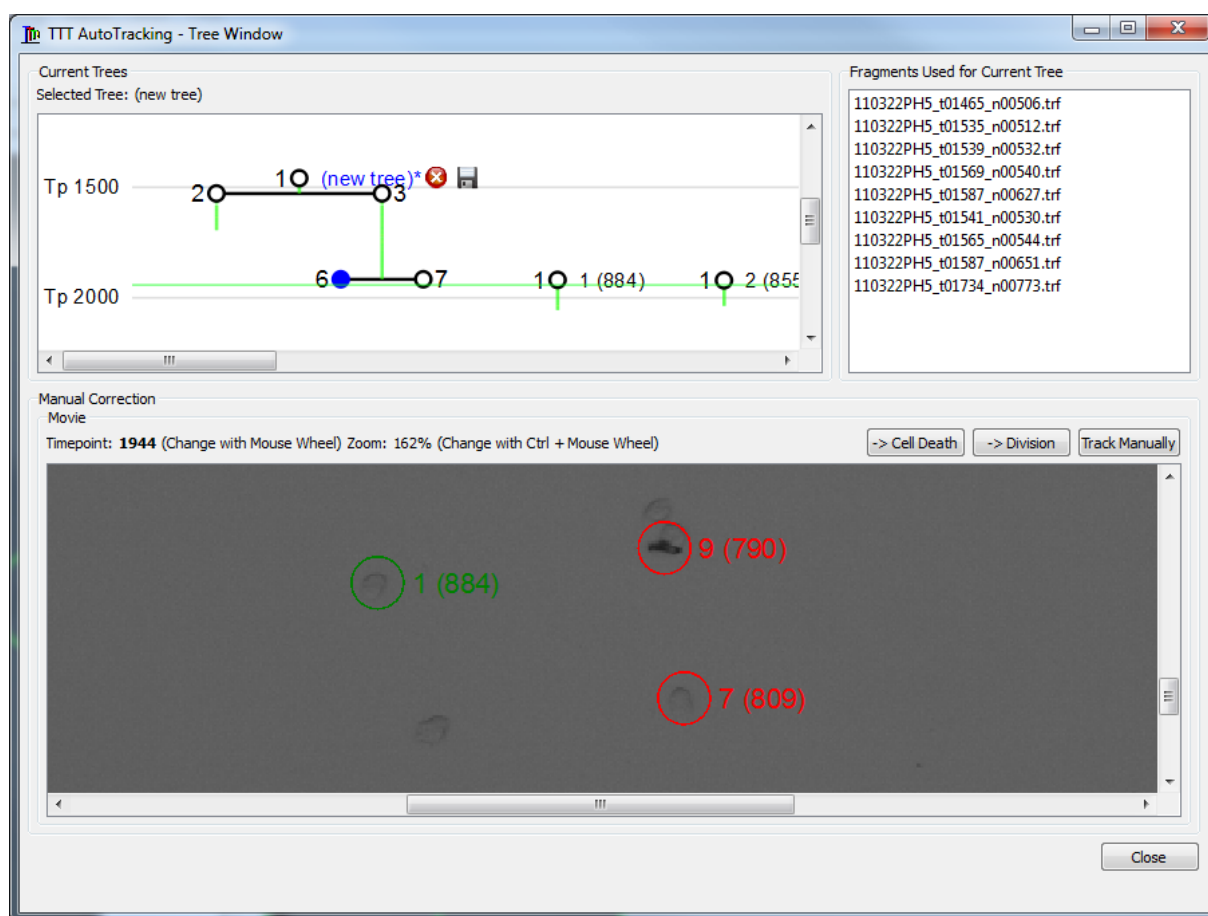 TTT AutoTracking - Tree Window
Current Trees
Selected Tree: (new tree)
Tp 1500
1 (new tree)*
2 3
6 7 1 1 (884) 1 2 (855
Tp 2000
Fragments Used for Current Tree
110322PH5_t01465_n00506.trf
110322PH5_t01535_n00512.trf
110322PH5_t01539_n00532.trf
110322PH5_t01569_n00540.trf
110322PH5_t01587_n00627.trf
110322PH5_t01541_n00530.trf
110322PH5_t01565_n00544.trf
110322PH5_t01587_n00651.trf
110322PH5_t01734_n00773.trf
Manual Correction
Movie
Timepoint: 1944 (Change with Mouse Wheel) Zoom: 162% (Change with Ctrl + Mouse Wheel)
-> Cell Death -> Division Track Manually
9 (790)
1 (884)
7 (809)
Close